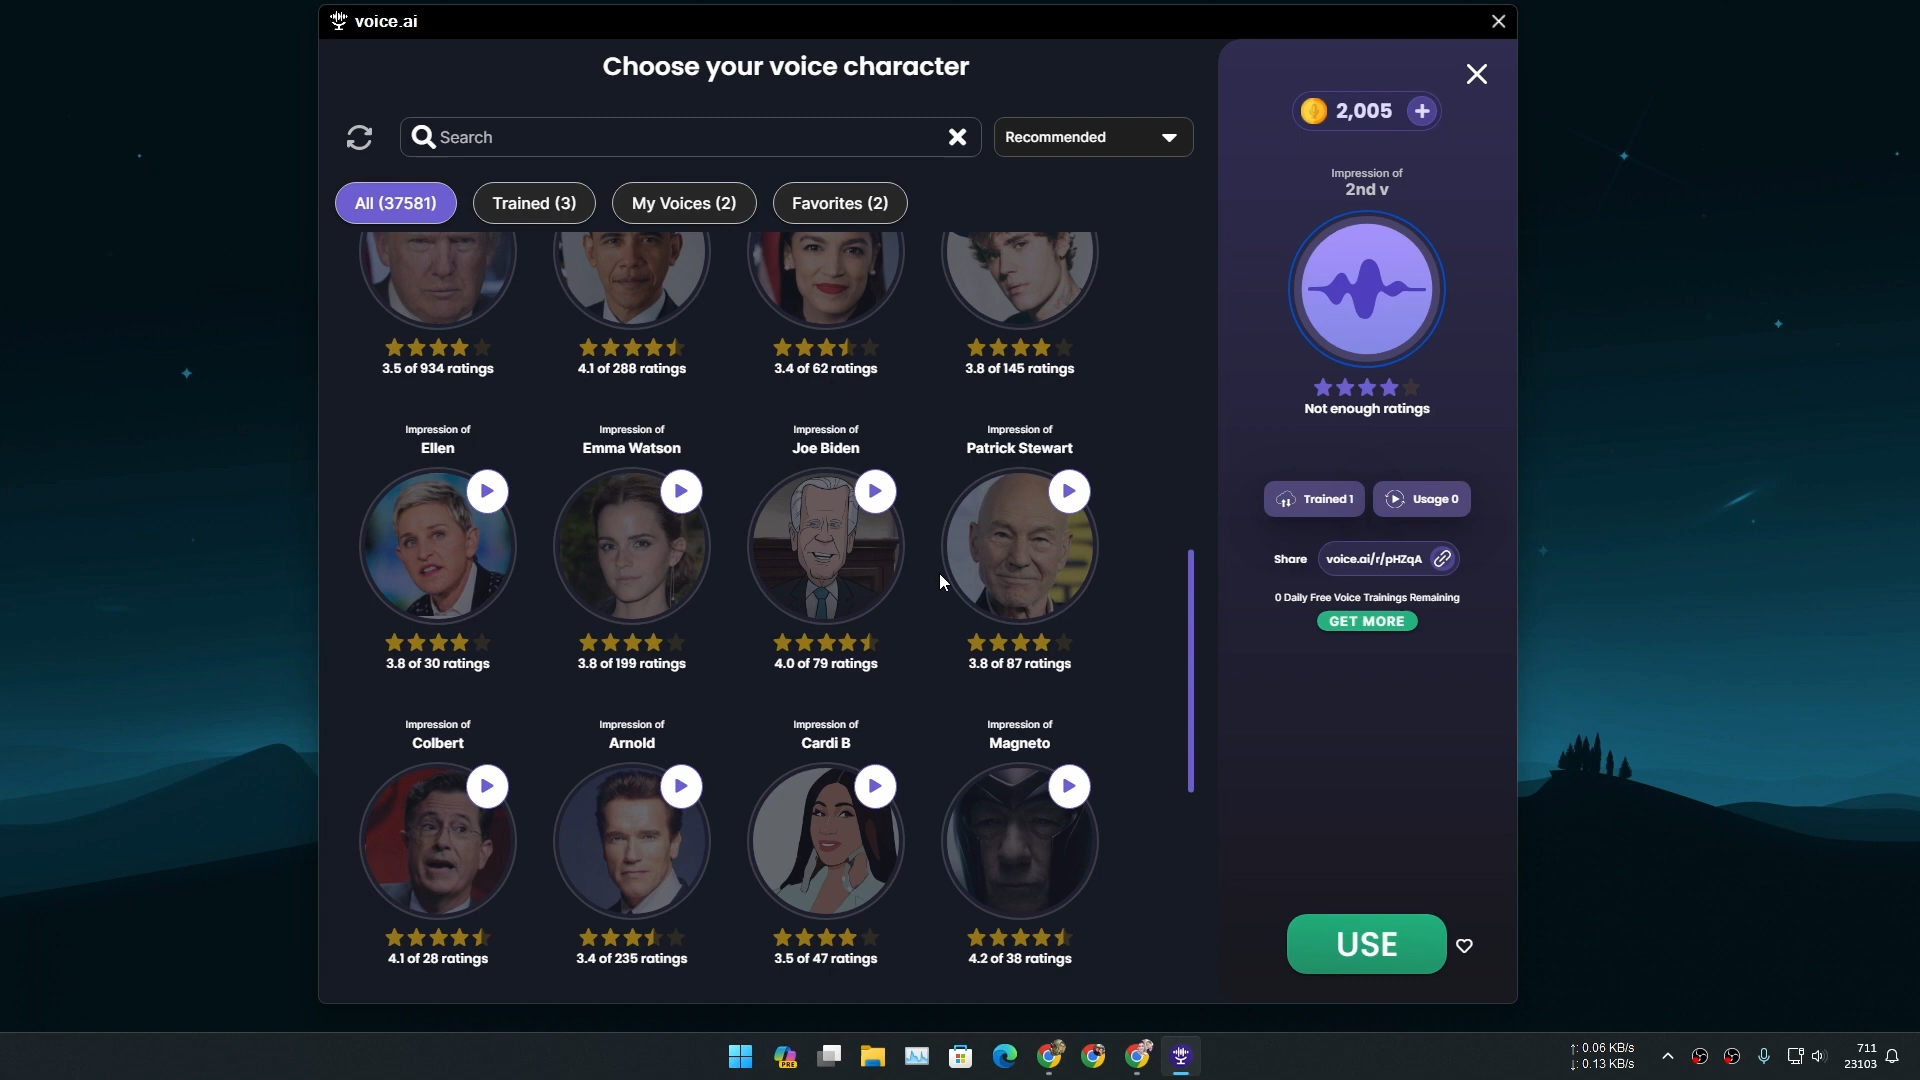 voice.ai
Choose your voice character
Search
Recommended
All (37581)
Trained (3)
My Voices (2)
Favorites (2)
3.5 of 934 ratings
4.1 of 288 ratings
3.4 of 62 ratings
3.8 of 145 ratings
Impression of
Ellen
Impression of
Emma Watson
Impression of
Joe Biden
Impression of
Patrick Stewart
3.8 of 30 ratings
3.8 of 199 ratings
4.0 of 79 ratings
3.8 of 87 ratings
Impression of
Colbert
Impression of
Arnold
Impression of
Cardi B
Impression of
Magneto
4.1 of 28 ratings
3.4 of 235 ratings
3.5 of 47 ratings
4.2 of 38 ratings
2,005
Impression of
2nd v
Not enough ratings
Trained 1
Usage 0
Share
voice.ai/r/pHZqA
0 Daily Free Voice Trainings Remaining
GET MORE
USE
PRE
↑: 0.06 KB/s
↓: 0.13 KB/s
711
23103